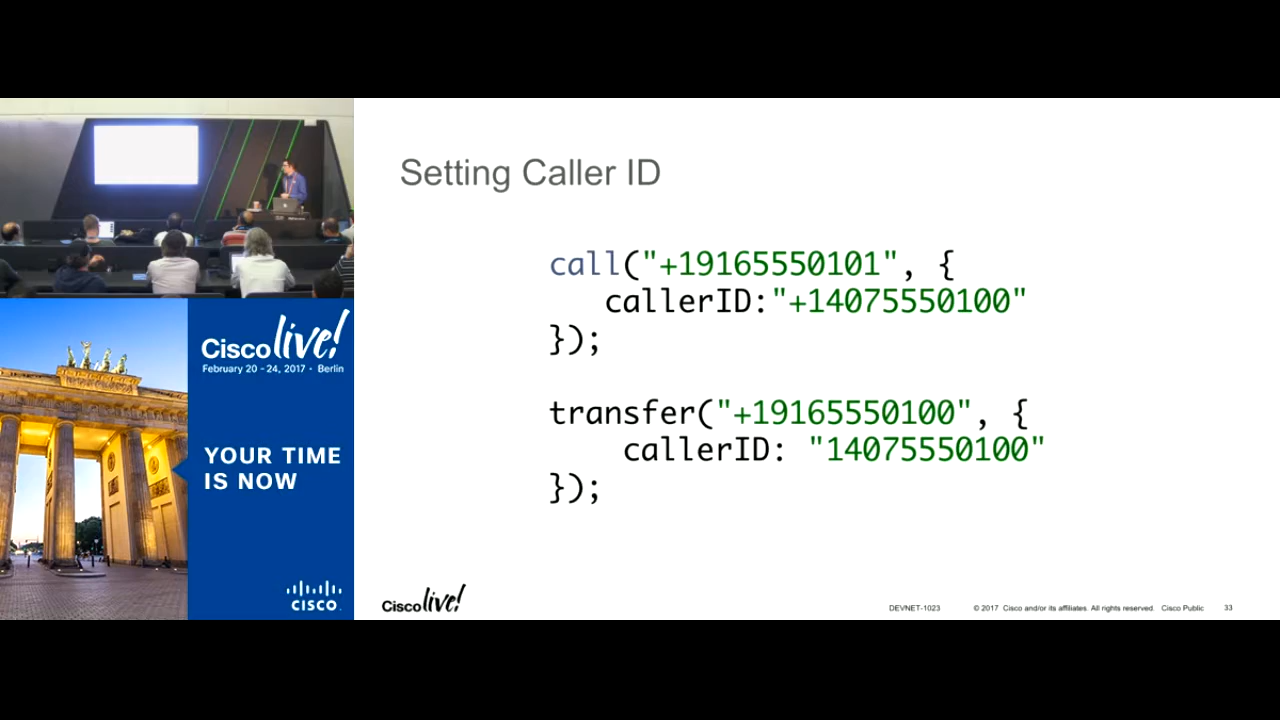 Setting Caller ID
call("+19165550101", {
callerID:"+14075550100"
});
transfer("+19165550100", {
callerID: "14075550100"
});
Cisco live!
February 20 - 24, 2017 • Berlin
YOUR TIME
IS NOW
CISCO.
Cisco live!
DEVNET-1023
© 2017 Cisco and/or its affiliates. All rights reserved. Cisco Public
33